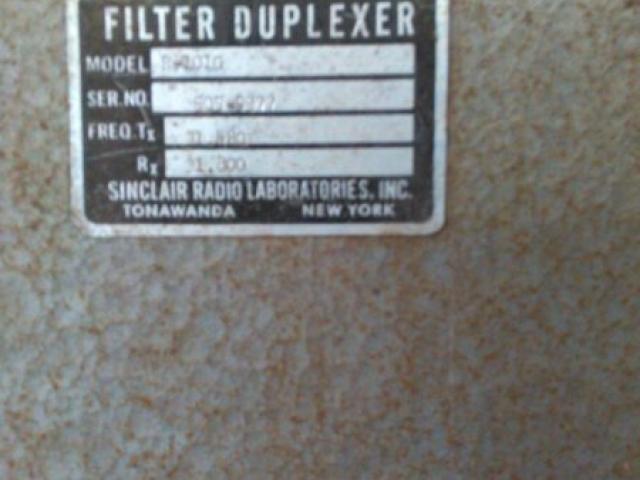 FILTER DUPLEXER
MODEL
SER.NO.
FREQ.Tx
Rx
SINCLAIR RADIO LABORATORIES, INC.
TONAWANDA NEW YORK